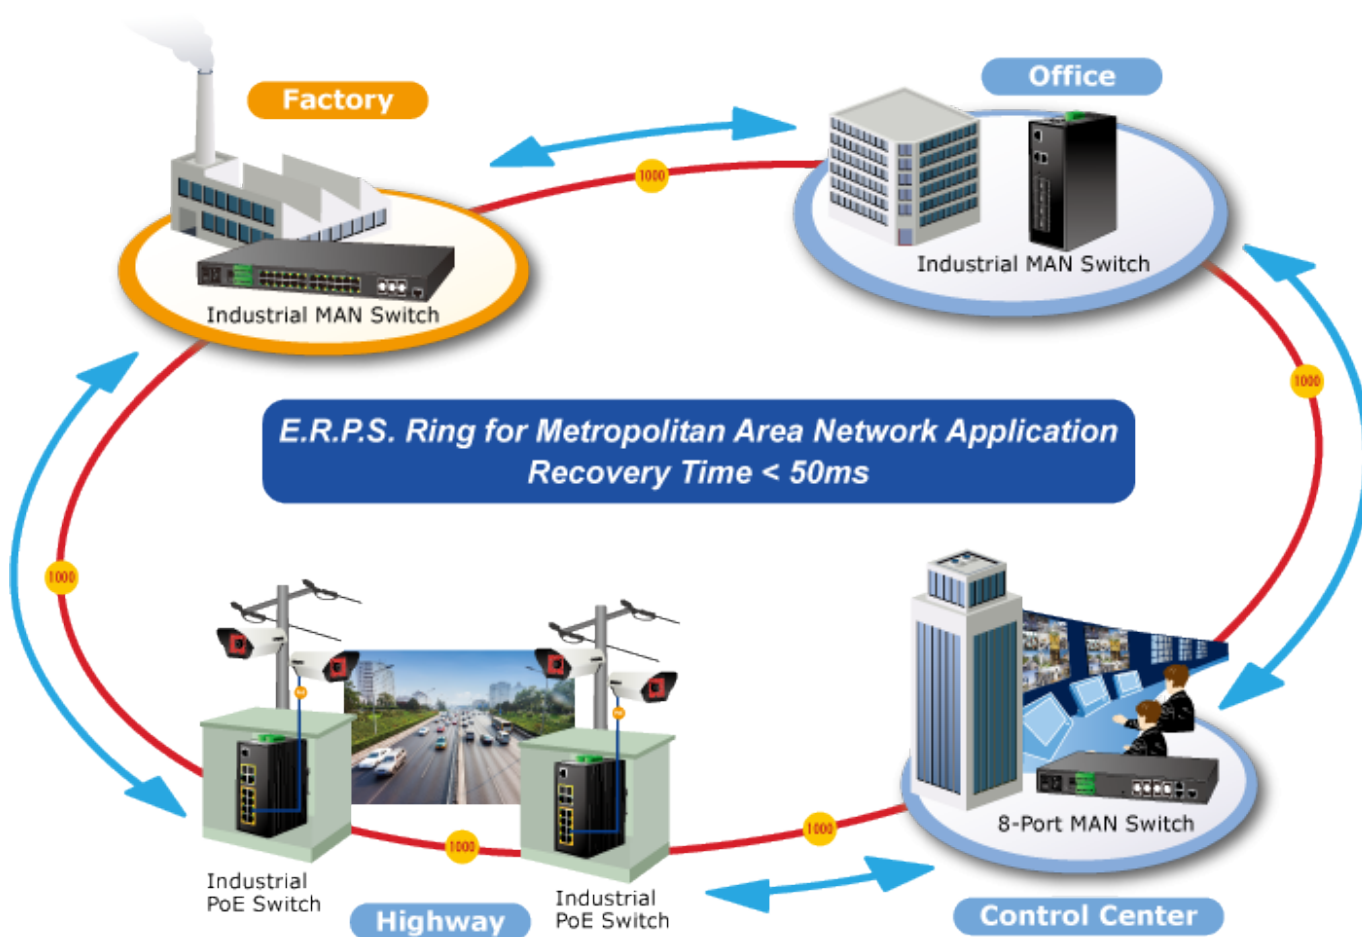 Factory
Office
1000
Industrial MAN Switch
Industrial MAN Switch
1000
E.R.P.S. Ring for Metropolitan Area Network Application
Recovery Time < 50ms
1000
8-Port MAN Switch
1000
1000
Industrial
PoE Switch
Industrial
PoE Switch
Highway
Control Center